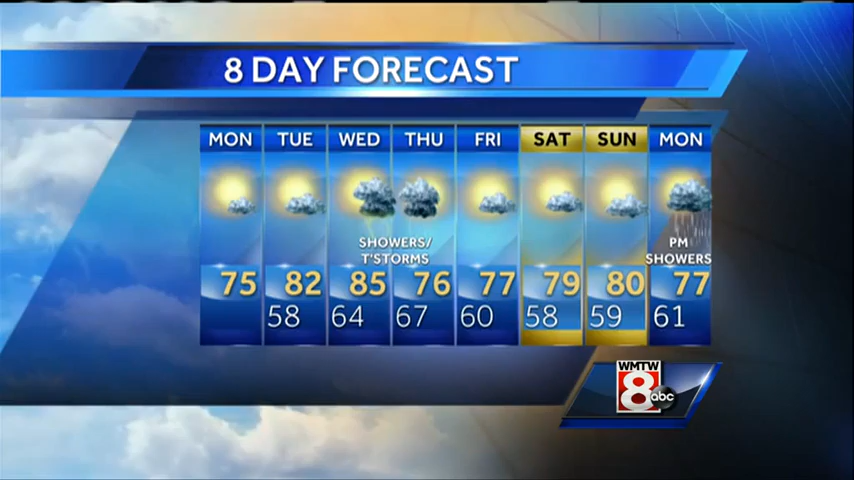 8 DAY FORECAST
MON TUE WED THU FRI SAT SUN MON
SHOWERS/
T'STORMS
PM
SHOWERS
75 82 85 76 77 79 80 77
58 64 67 60 58 59 61
WMTW
8
abc